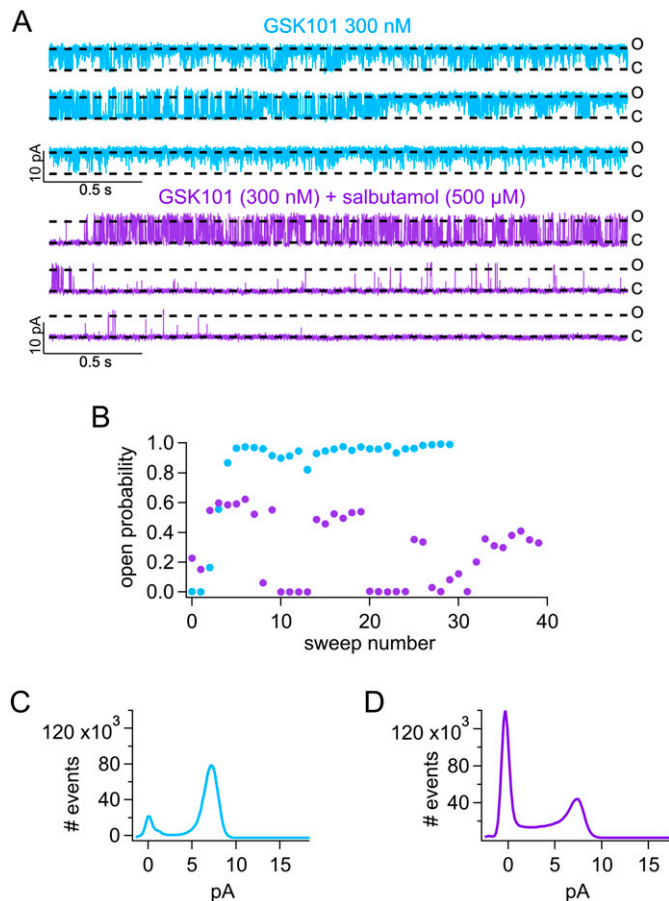 A
GSK101 300 nM
O
C
O
C
O
C
10 pA
0.5 s
GSK101 (300 nM) + salbutamol (500 µM)
O
C
O
C
O
C
10 pA
0.5 s
B
open probability
1.0
0.8
0.6
0.4
0.2
0.0
0 10 20 30 40
sweep number
C
# events
120 x10³
80
40
0
0 5 10 15
pA
D
# events
120 x10³
80
40
0 5 10 15
pA